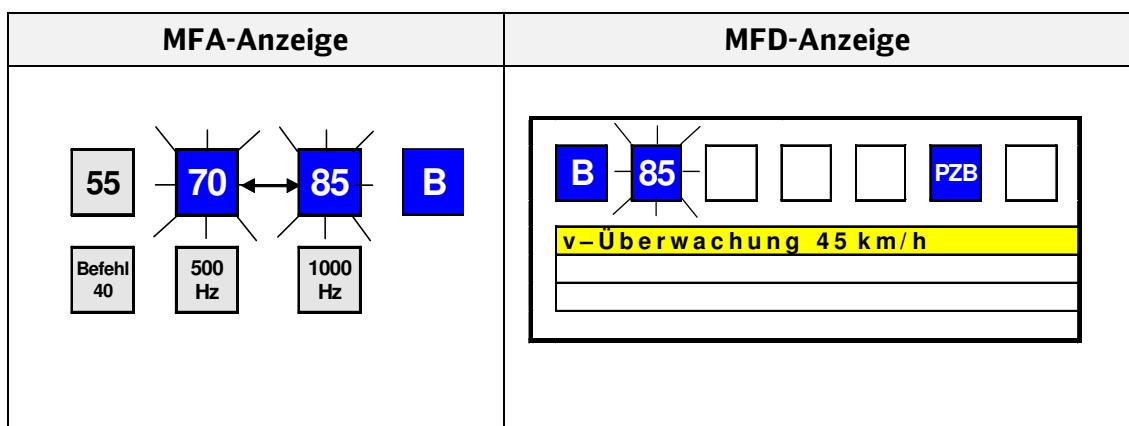 MFA-Anzeige
MFD-Anzeige
55 70 85 B
Befehl 40
500 Hz
1000 Hz
B 85 PZB
v–Überwachung 45 km/h